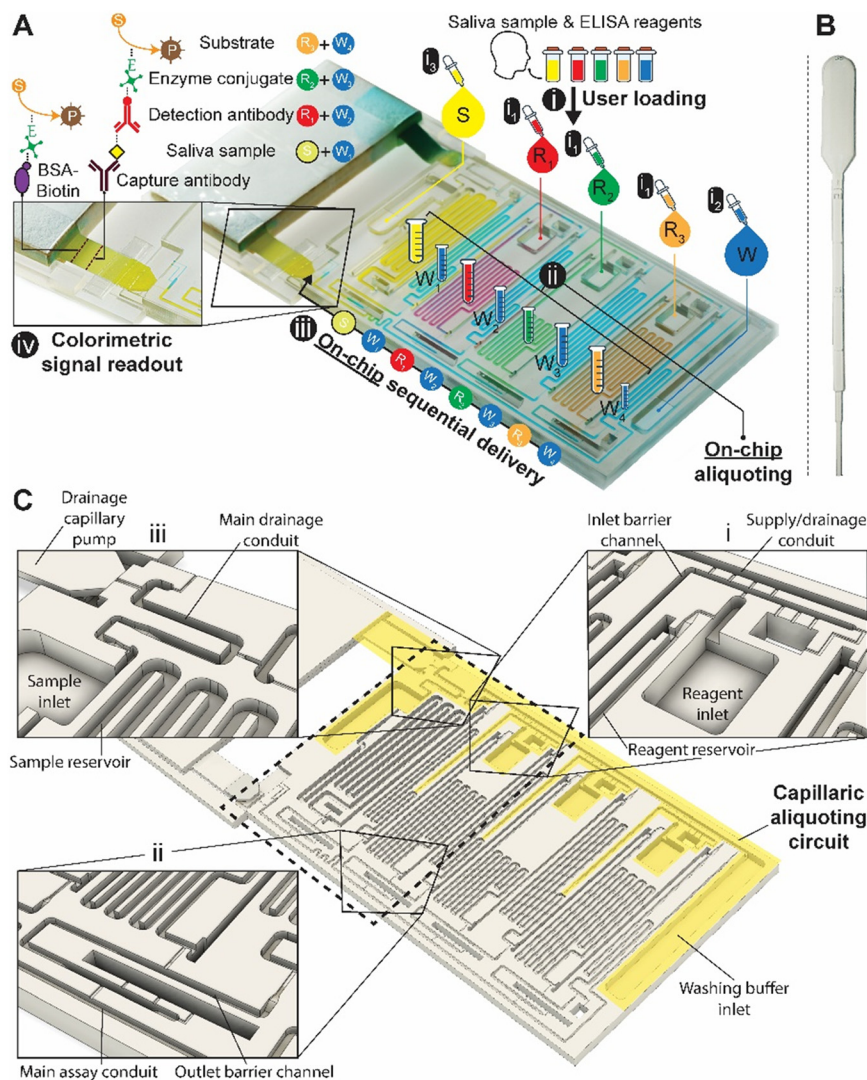 A
B
S
P
Substrate R3 + W4
E
Enzyme conjugate R2 + W3
Detection antibody R1 + W2
Saliva sample S + W1
Capture antibody
S
P
E
BSA-
Biotin
Saliva sample & ELISA reagents
i User loading
i3
S
i1
R1
i1
R2
i1
R3
i2
W
W1
W2
W3
W4
ii
iii
On-chip sequential delivery
S
W1
R1
W2
R2
W3
R3
W4
iv Colorimetric
signal readout
On-chip
aliquoting
C
Drainage
capillary
pump
iii
Main drainage
conduit
Sample
inlet
Sample reservoir
Inlet barrier
channel
i
Supply/drainage
conduit
Reagent
inlet
Reagent reservoir
Capillaric
aliquoting
circuit
ii
Main assay conduit
Outlet barrier channel
Washing buffer
inlet